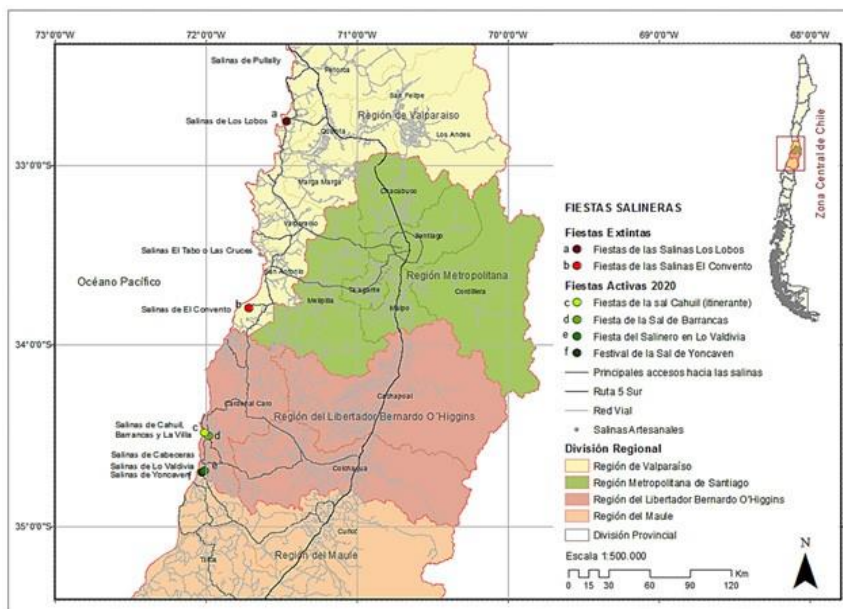 73°0'0"W
72°0'0"W
71°0'0"W
70°0'0"W
68°0'0"W
Salinas de Pullally
Petorca
San Felipe
a
Región de Valparaíso
Salinas de Los Lobos
Quillota
Los Andes
33°0'0"S
33°0'0"S
Marga Marga
Chacabuco
Valparaíso
Santiago
Salinas El Tabo o Las Cruces
Región Metropolitana
San Antonio
Océano Pacífico
Talagante
Cordillera
Melipilla
Maipo
b
Salinas de El Convento
34°0'0"S
34°0'0"S
Cachapoal
Cardenal Caro
Región del Libertador Bernardo O'Higgins
Salinas de Cahuil,
Barrancas y La Villa
c
d
Salinas de Cabeceras
Salinas de Lo Valdivia
Salinas de Yoncaven
e
f
Colchagua
35°0'0"S
35°0'0"S
Curicó
Región del Maule
Talca
Zona Central de Chile
FIESTAS SALINERAS
Fiestas Extintas
a Fiestas de las Salinas Los Lobos
b Fiestas de las Salinas El Convento
Fiestas Activas 2020
c Fiestas de la sal Cahuil (itinerante)
d Fiesta de la Sal de Barrancas
e Fiesta del Salinero en Lo Valdivia
f Festival de la Sal de Yoncaven
Principales accesos hacia las salinas
Ruta 5 Sur
Red Vial
Salinas Artesanales
División Regional
Región de Valparaíso
Región Metropolitana de Santiago
Región del Libertador Bernardo O'Higgins
Región del Maule
División Provincial
Escala 1:500.000
N
Km
0 15 30 60 90 120